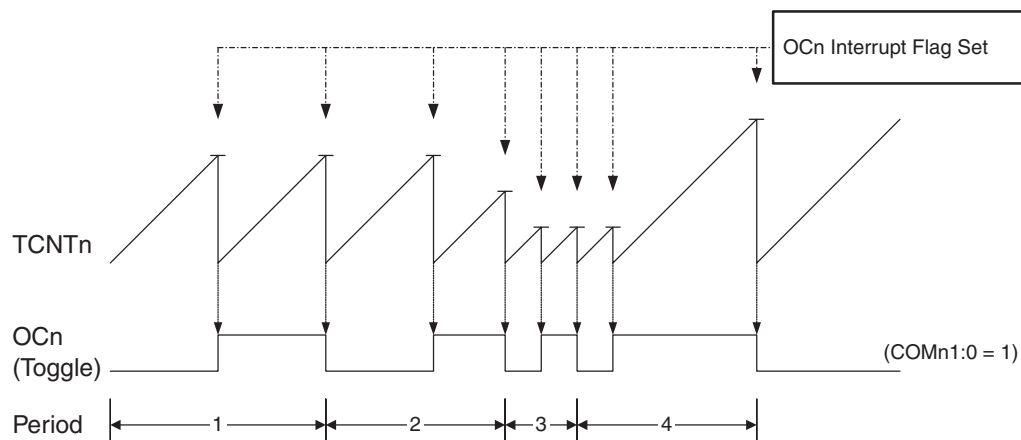 OCn Interrupt Flag Set
TCNTn
OCn
(Toggle)
(COMn1:0 = 1)
Period
1
2
3
4